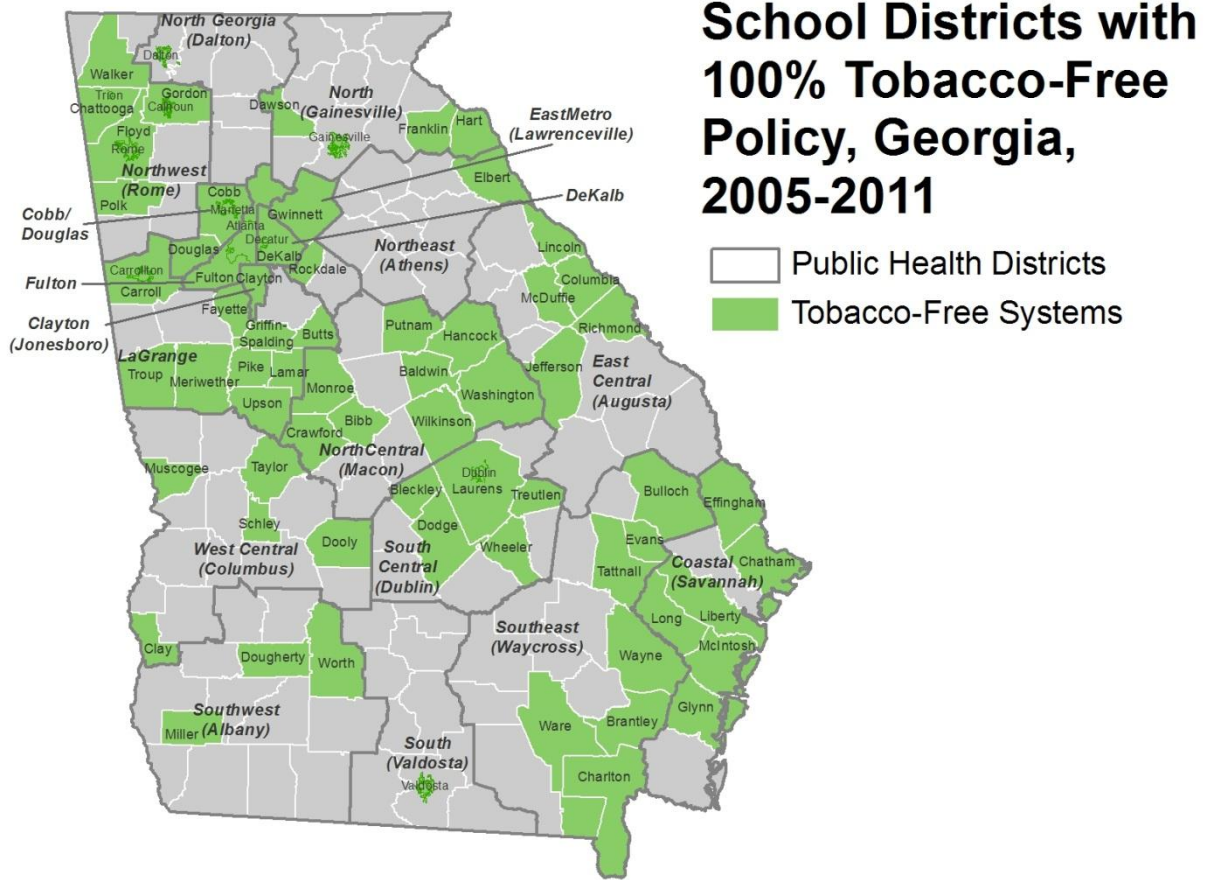 School Districts with
100% Tobacco-Free
Policy, Georgia,
2005-2011
Public Health Districts
Tobacco-Free Systems
North Georgia
(Dalton)
Dalton
Walker
Trion
Chattooga
Gordon
Calhoun
Floyd
Rome
Northwest
(Rome)
Polk
Dawson
North
(Gainesville)
Gainesville
Franklin
Hart
Elbert
EastMetro
(Lawrenceville)
DeKalb
Cobb/
Douglas
Fulton
Clayton
(Jonesboro)
Cobb
Marietta
Atlanta
Gwinnett
Decatur
DeKalb
Douglas
Fulton
Clayton
Rockdale
Carrollton
Carroll
Fayette
Northeast
(Athens)
Lincoln
Columbia
McDuffie
Richmond
Jefferson
East
Central
(Augusta)
Griffin-
Spalding
Butts
LaGrange
Troup
Meriwether
Pike
Lamar
Upson
Monroe
Bibb
Crawford
NorthCentral
(Macon)
Putnam
Hancock
Baldwin
Washington
Wilkinson
Muscogee
Taylor
Schley
West Central
(Columbus)
Dooly
Dublin
Laurens
Bleckley
Treutlen
Dodge
Wheeler
South
Central
(Dublin)
Bulloch
Effingham
Evans
Tattnall
Coastal
(Savannah)
Chatham
Liberty
Long
McIntosh
Southeast
(Waycross)
Wayne
Glynn
Brantley
Ware
Charlton
Clay
Dougherty
Worth
Southwest
(Albany)
Miller
South
(Valdosta)
Valdosta